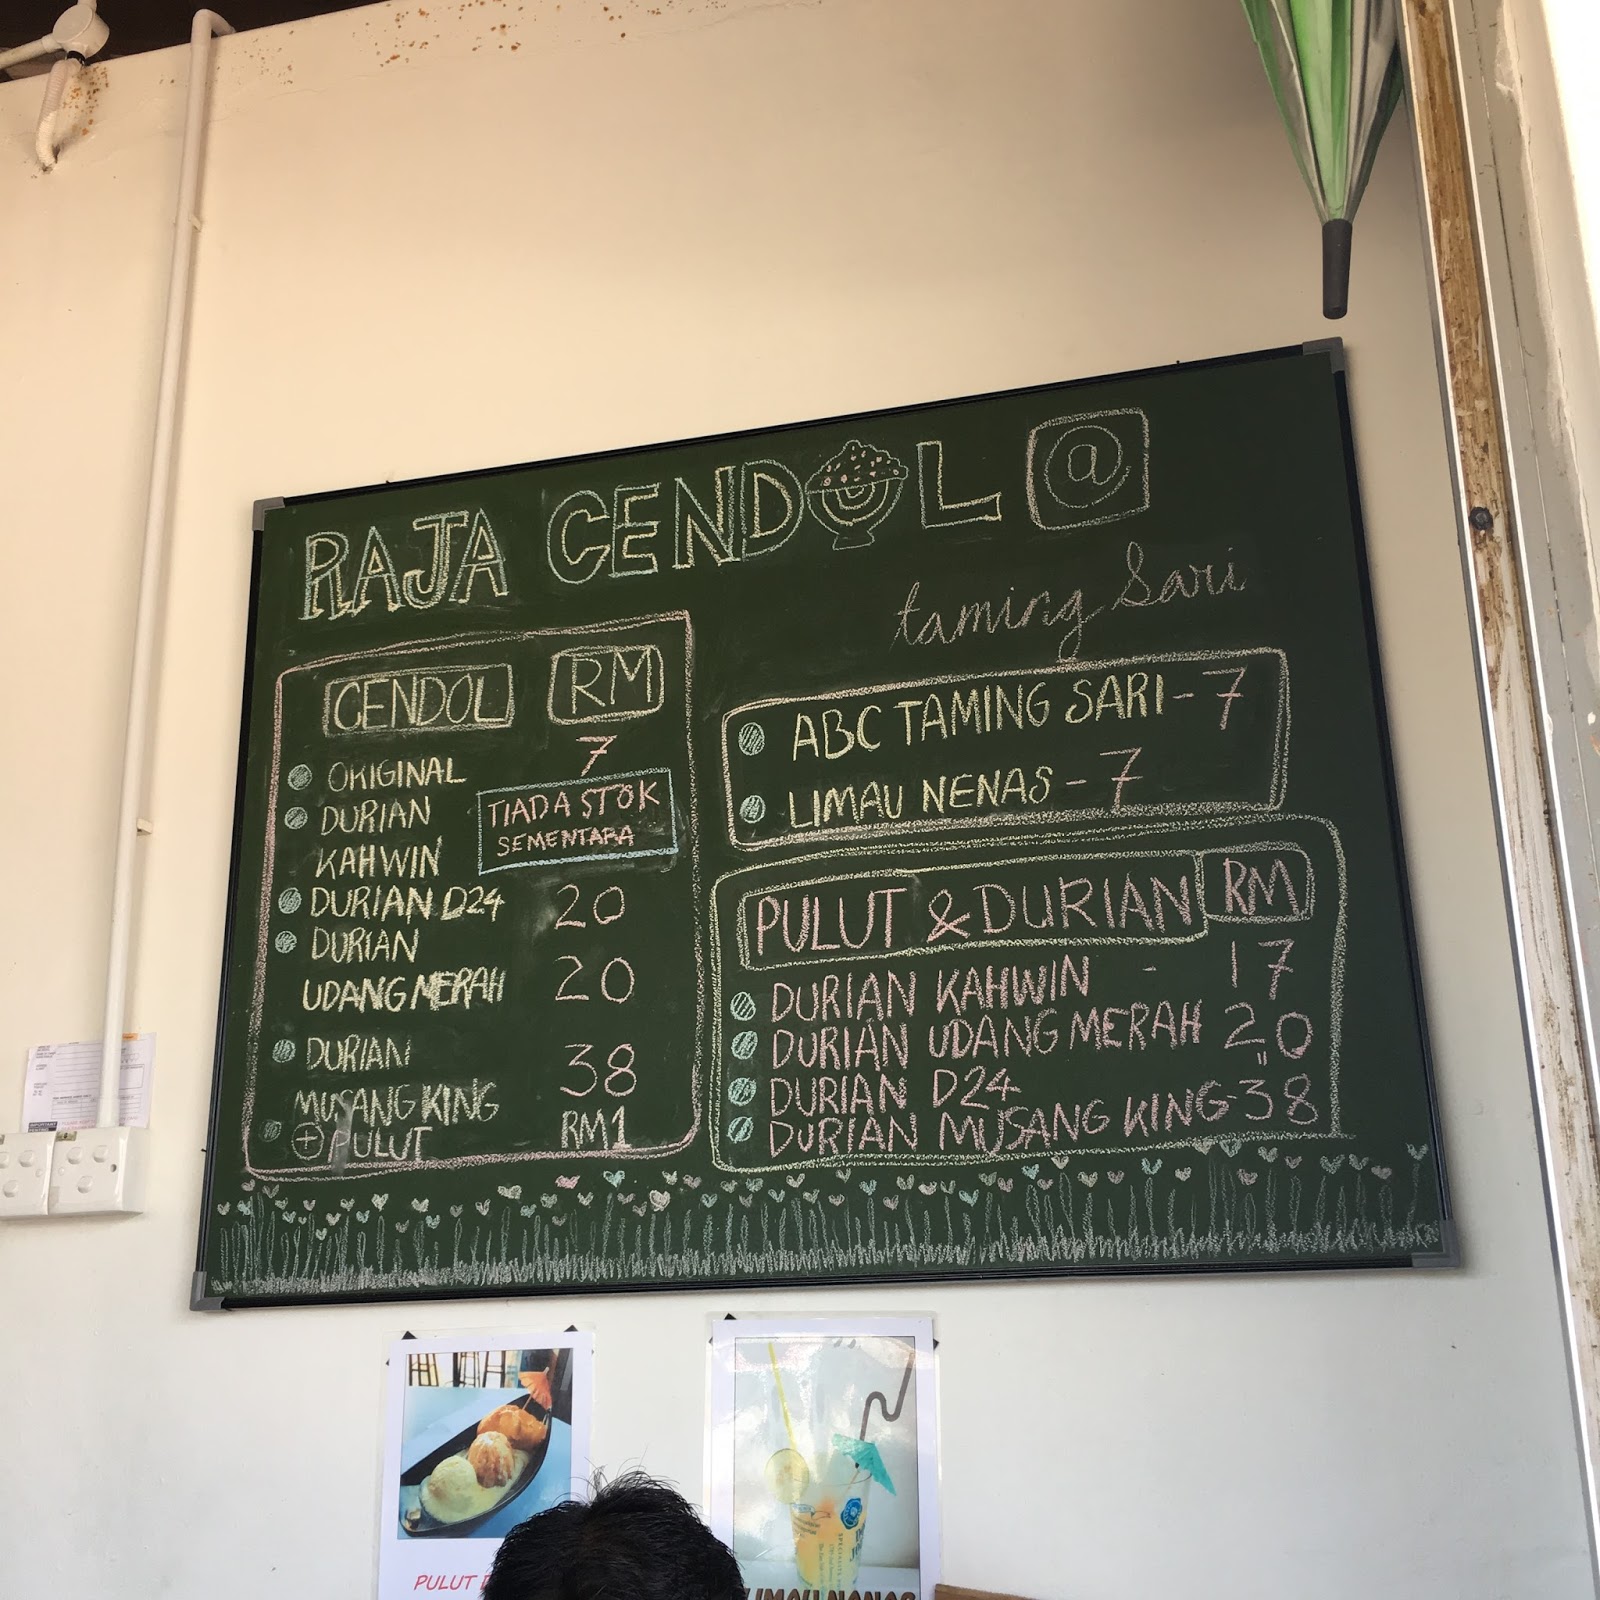 RAJA CENDOL @
taming Sari
CENDOL RM
ORIGINAL 7
DURIAN KAHWIN
TIADA STOK
SEMENTARA
DURIAN D24 20
DURIAN
UDANG MERAH 20
DURIAN 38
MUSANG KING
+ PULUT RM1
ABC TAMING SARI - 7
LIMAU NENAS - 7
PULUT & DURIAN RM
DURIAN KAHWIN - 17
DURIAN UDANG MERAH 20
DURIAN D24 "
DURIAN MUSANG KING - 38
PULUT
LIMAU NANAS